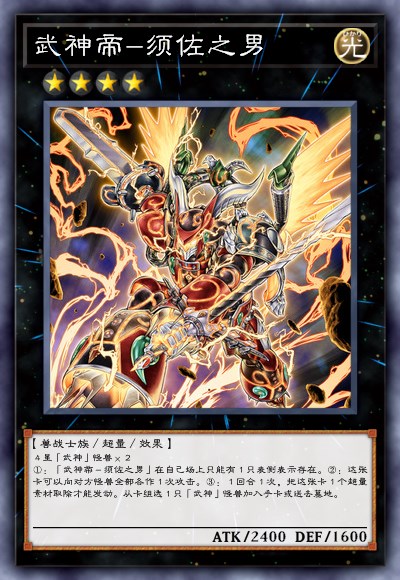 武神帝-须佐之男
光
ひかり
【兽战士族／超量／效果】
４星「武神」怪兽×２
①：「武神帝-须佐之男」在自己场上只能有１只表侧表示存在。②：这张
卡可以向对方怪兽全部各作１次攻击。③：１回合１次，把这张卡１个超量
素材取除才能发动。从卡组选１只「武神」怪兽加入手卡或送去墓地。
ATK/2400 DEF/1600